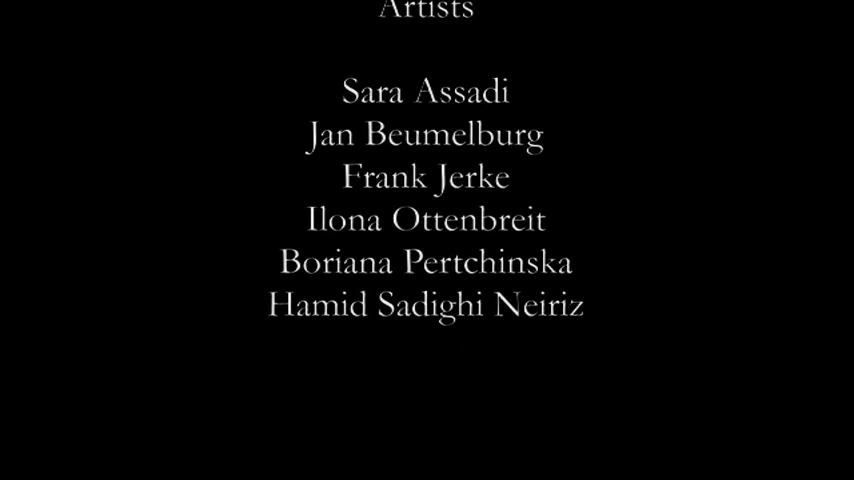 Artists
Sara Assadi
Jan Beumelburg
Frank Jerke
Ilona Ottenbreit
Boriana Pertchinska
Hamid Sadighi Neiriz